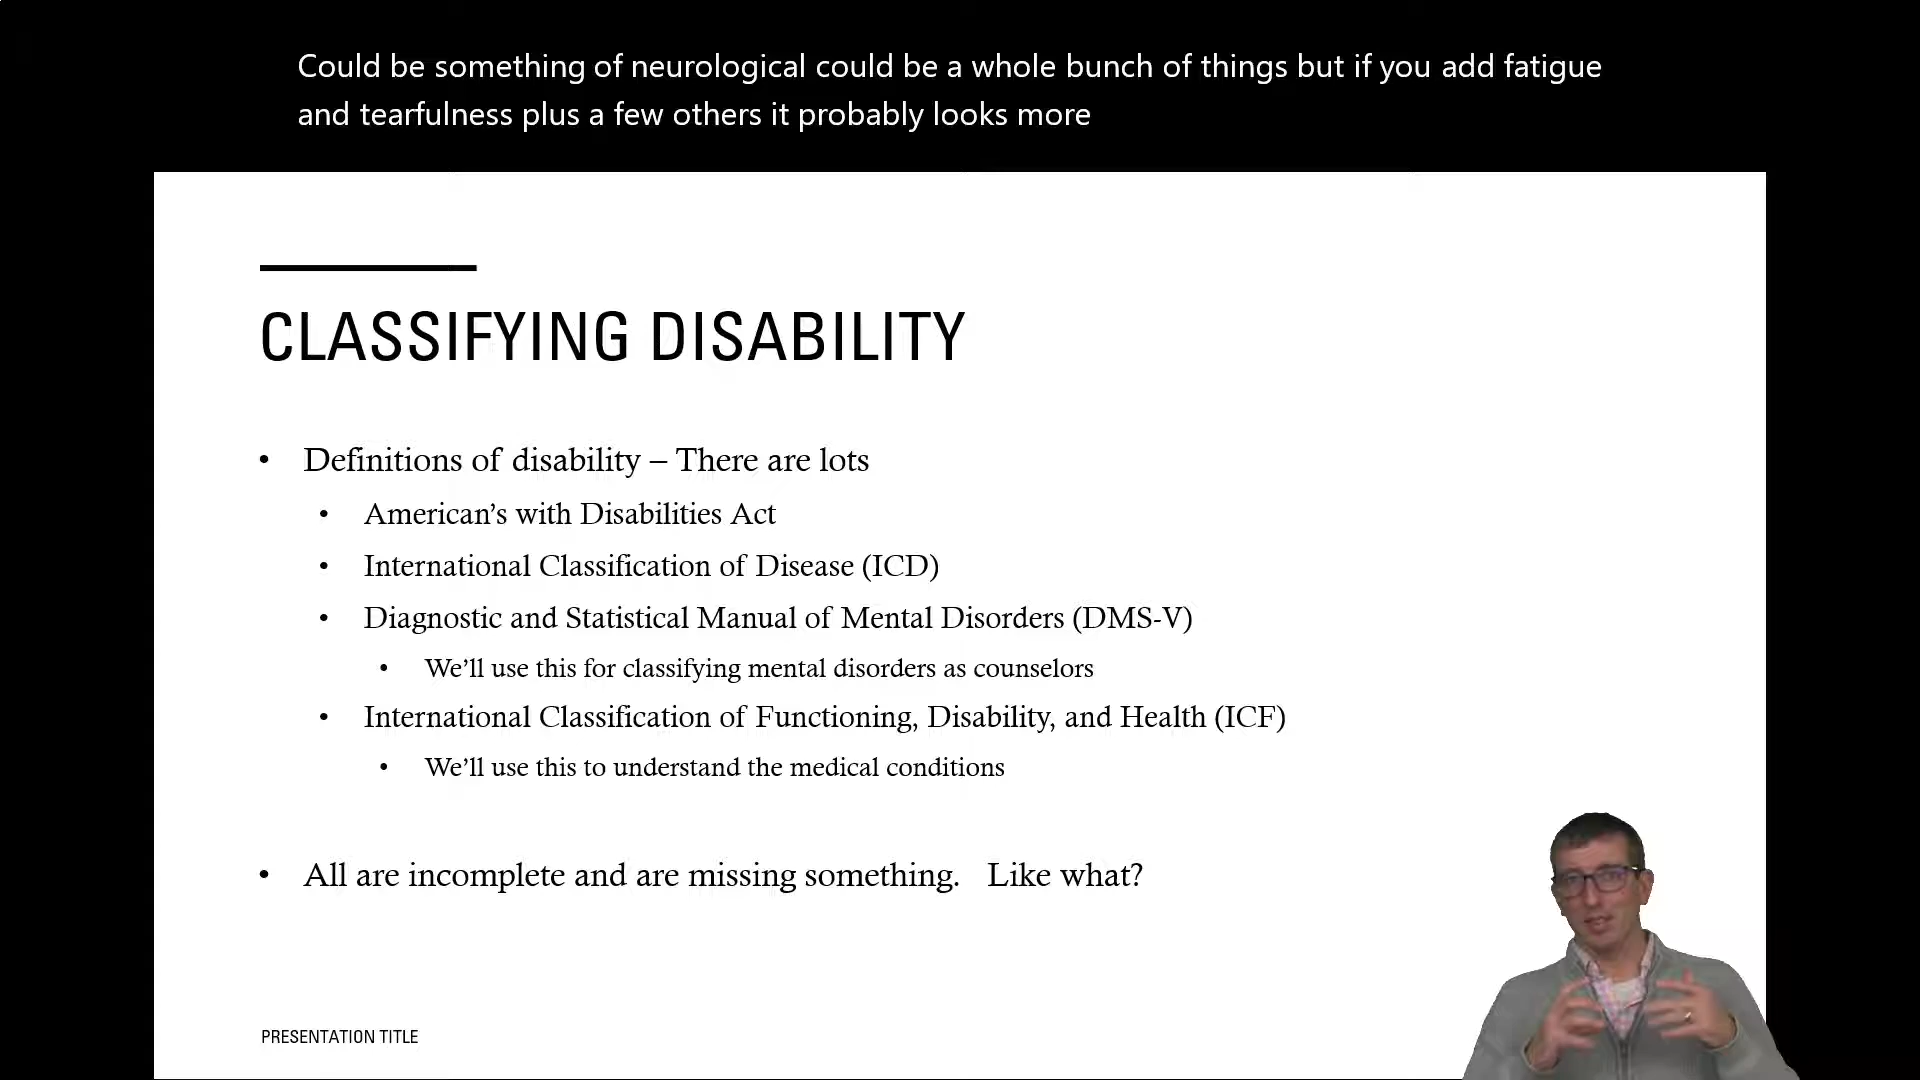 Could be something of neurological could be a whole bunch of things but if you add fatigue
and tearfulness plus a few others it probably looks more
CLASSIFYING DISABILITY
• Definitions of disability – There are lots
• American’s with Disabilities Act
• International Classification of Disease (ICD)
• Diagnostic and Statistical Manual of Mental Disorders (DMS-V)
• We’ll use this for classifying mental disorders as counselors
• International Classification of Functioning, Disability, and Health (ICF)
• We’ll use this to understand the medical conditions
• All are incomplete and are missing something. Like what?
PRESENTATION TITLE